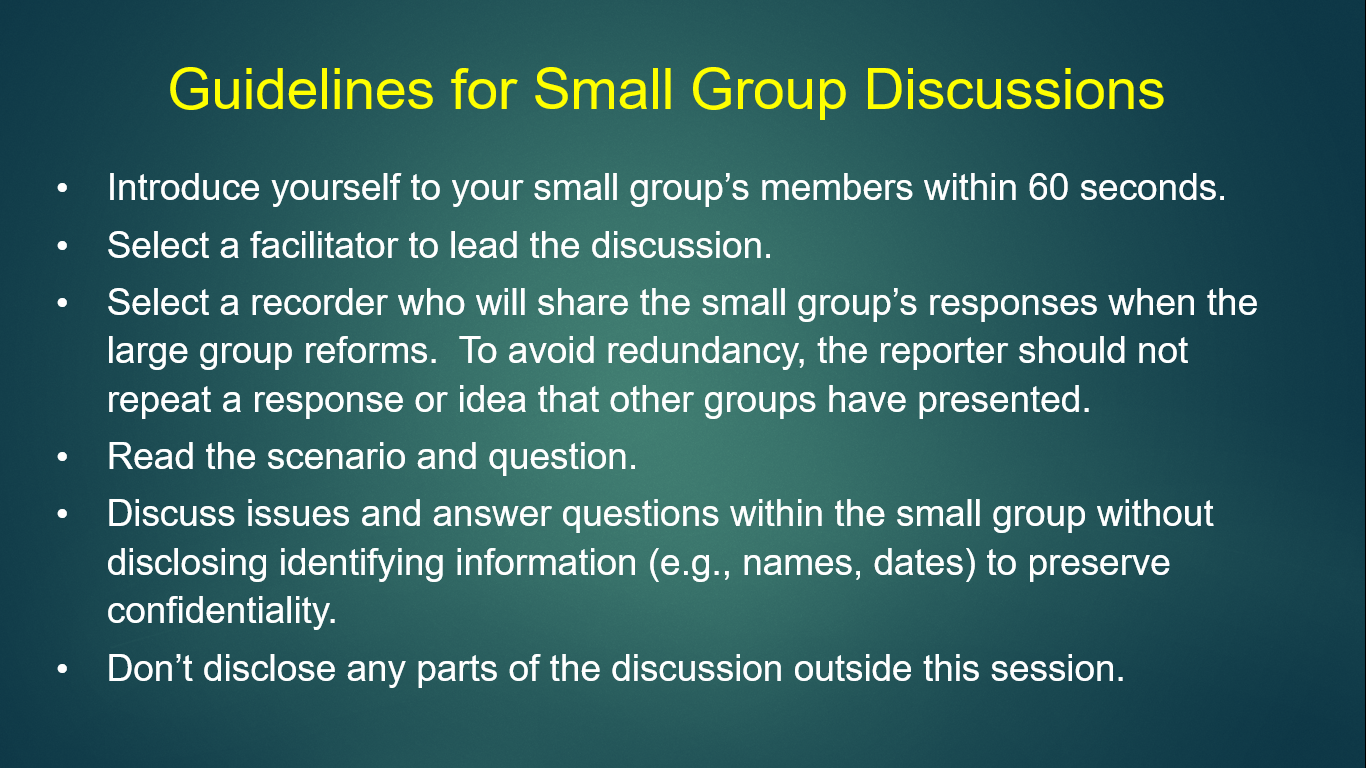 Guidelines for Small Group Discussions
• Introduce yourself to your small group’s members within 60 seconds.
• Select a facilitator to lead the discussion.
• Select a recorder who will share the small group’s responses when the
large group reforms.  To avoid redundancy, the reporter should not
repeat a response or idea that other groups have presented.
• Read the scenario and question.
• Discuss issues and answer questions within the small group without
disclosing identifying information (e.g., names, dates) to preserve
confidentiality.
• Don’t disclose any parts of the discussion outside this session.